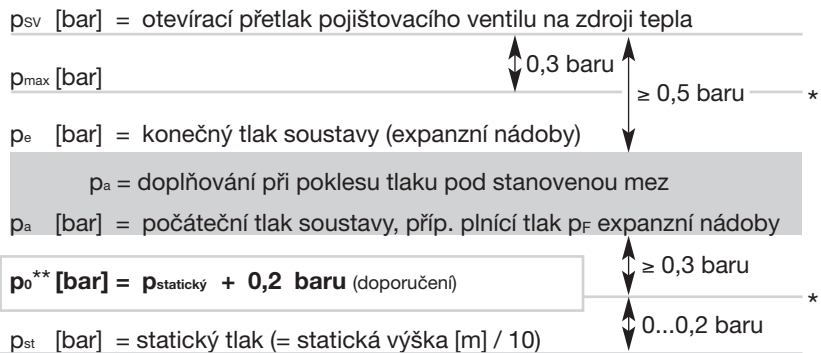 pSV [bar] = otevírací přetlak pojišťovacího ventilu na zdroji tepla
0,3 baru
pmax [bar]
≥ 0,5 baru *
pe [bar] = konečný tlak soustavy (expanzní nádoby)
pa = doplňování při poklesu tlaku pod stanovenou mez
pa [bar] = počáteční tlak soustavy, příp. plnící tlak pF expanzní nádoby
≥ 0,3 baru
p0** [bar] = pstatický + 0,2 baru (doporučení)
*
0...0,2 baru
pst [bar] = statický tlak (= statická výška [m] / 10)